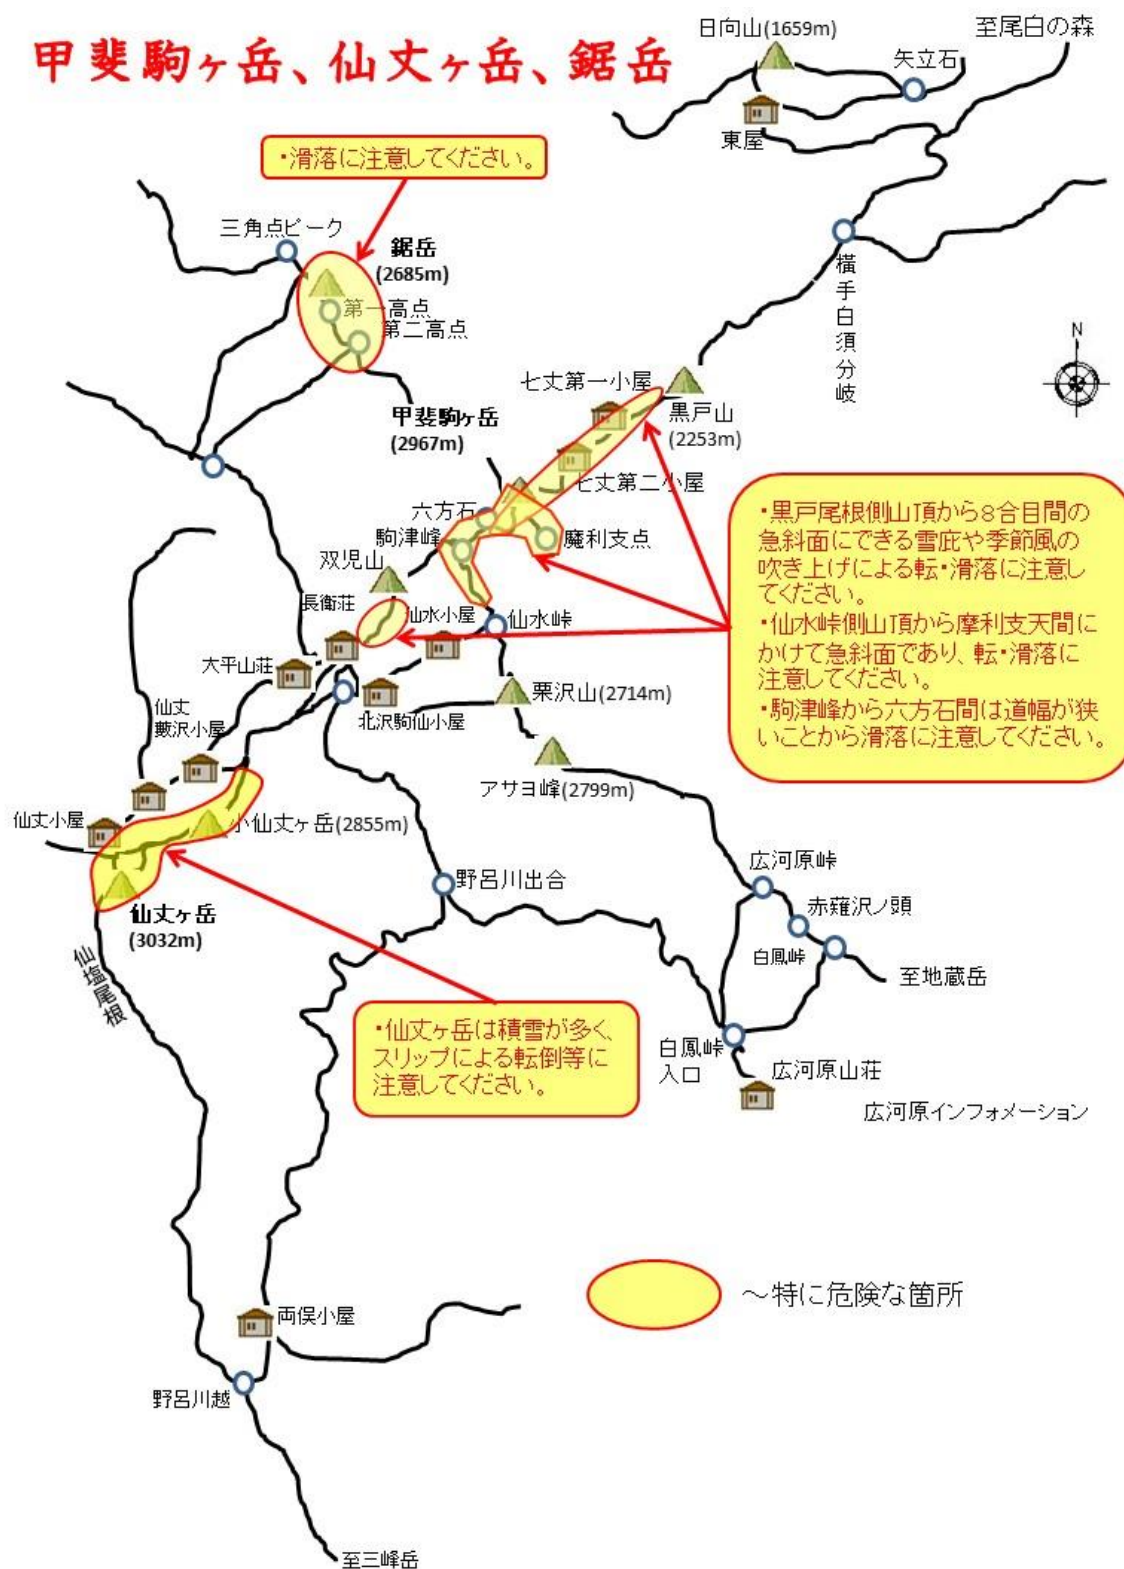 甲斐駒ヶ岳、仙丈ヶ岳、鋸岳
日向山(1659m)
至尾白の森
矢立石
東屋
・滑落に注意してください。
三角点ピーク
鋸岳
(2685m)
第一高点
第二高点
横手白須分岐
N
七丈第一小屋
黒戸山
(2253m)
甲斐駒ヶ岳
(2967m)
七丈第二小屋
六方石
駒津峰
魔利支点
双児山
・黒戸尾根側山頂から8合目間の
急斜面にできる雪庇や季節風の
吹き上げによる転・滑落に注意し
てください。
・仙水峠側山頂から摩利支天間に
かけて急斜面であり、転・滑落に
注意してください。
・駒津峰から六方石間は道幅が狭
いことから滑落に注意してください。
長衛荘
仙水小屋
仙水峠
大平山荘
北沢駒仙小屋
栗沢山(2714m)
仙丈
藪沢小屋
アサヨ峰(2799m)
仙丈小屋
小仙丈ヶ岳(2855m)
仙丈ヶ岳
(3032m)
野呂川出合
広河原峠
赤薙沢ノ頭
白鳳峠
至地蔵岳
仙塩尾根
・仙丈ヶ岳は積雪が多く、
スリップによる転倒等に
注意してください。
白鳳峠
入口
広河原山荘
広河原インフォメーション
～特に危険な箇所
両俣小屋
野呂川越
至三峰岳